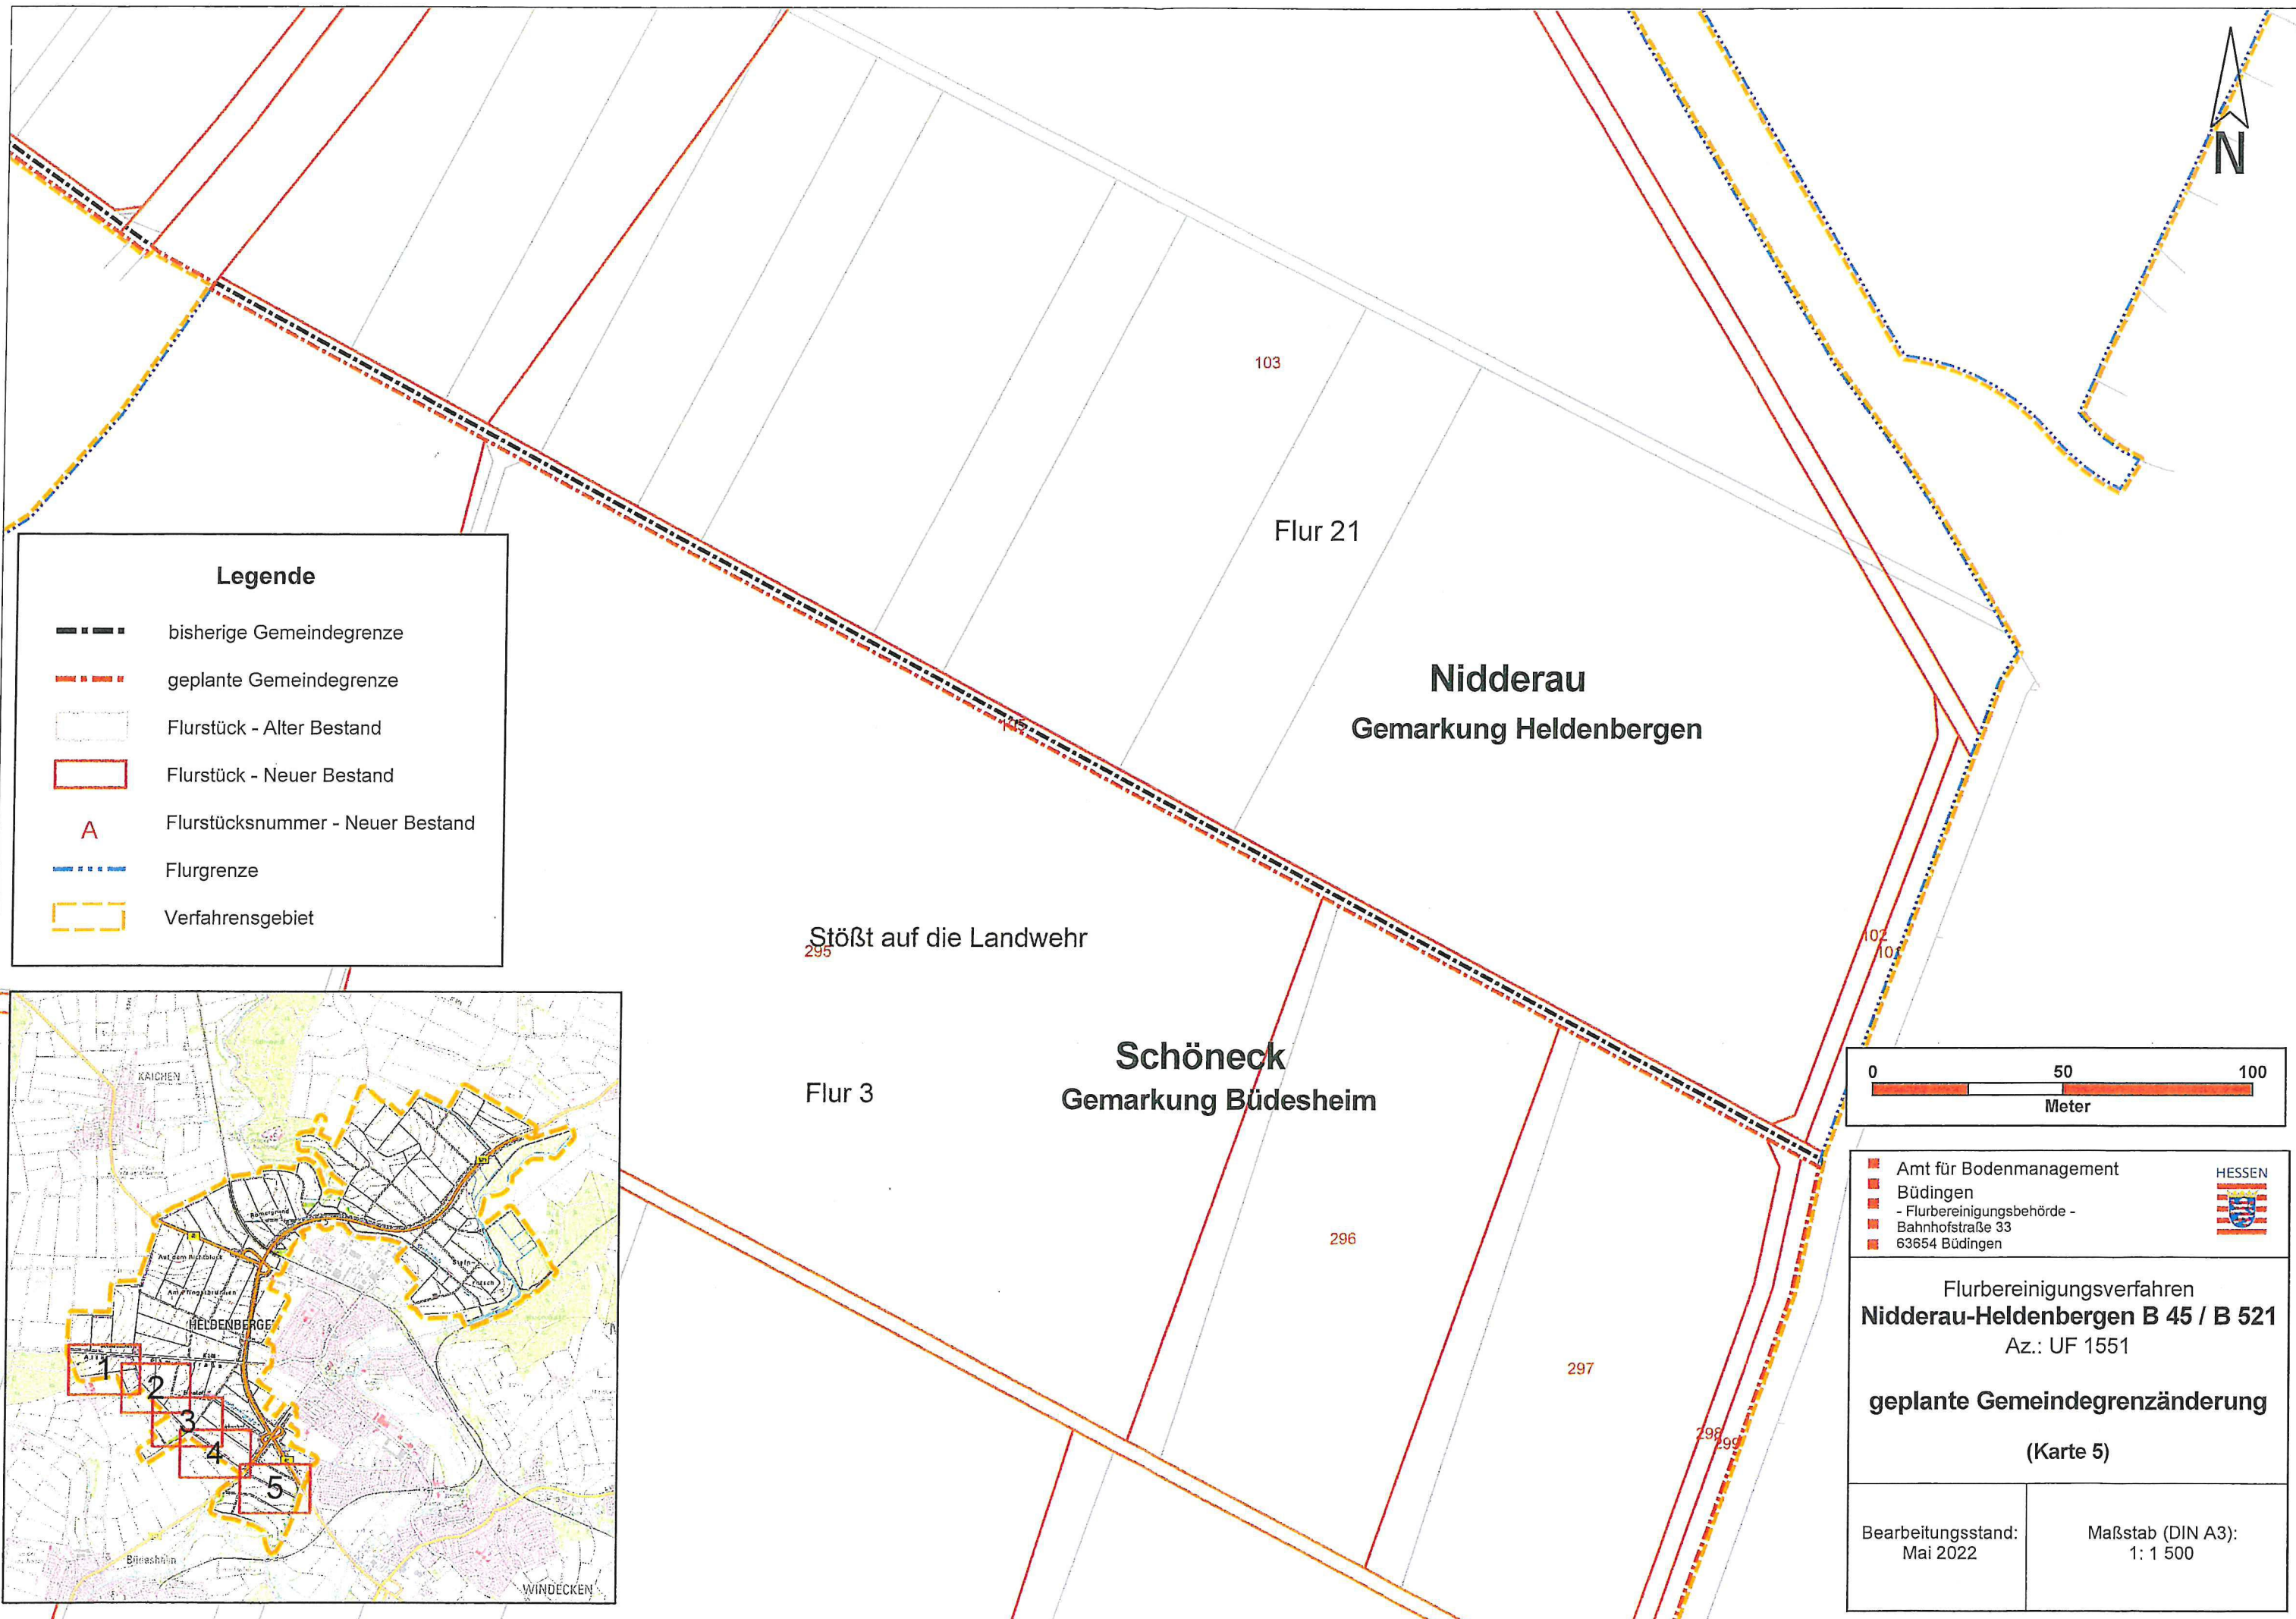 N
103
Flur 21
Nidderau
Gemarkung Heldenbergen
Legende
bisherige Gemeindegrenze
geplante Gemeindegrenze
Flurstück - Alter Bestand
Flurstück - Neuer Bestand
A Flurstücksnummer - Neuer Bestand
Flurgrenze
Verfahrensgebiet
Stößt auf die Landwehr
295
102
Schöneck
Gemarkung Büdesheim
Flur 3
296
297
298
299
KAICHEN
Römergrund
HELDENBERGE
1
2
3
4
5
WINDECKEN
0 50 100
Meter
Amt für Bodenmanagement
Büdingen
- Flurbereinigungsbehörde -
Bahnhofstraße 33
63654 Büdingen
HESSEN
Flurbereinigungsverfahren
Nidderau-Heldenbergen B 45 / B 521
Az.: UF 1551
geplante Gemeindegrenzänderung
(Karte 5)
Bearbeitungsstand:
Mai 2022
Maßstab (DIN A3):
1: 1 500